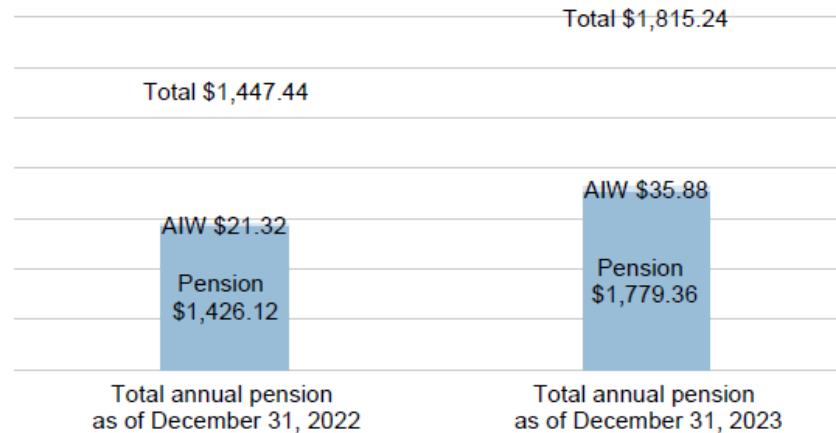 Total $1,815.24
Total $1,447.44
AIW $35.88
AIW $21.32
Pension
$1,779.36
Pension
$1,426.12
Total annual pension
as of December 31, 2022
Total annual pension
as of December 31, 2023